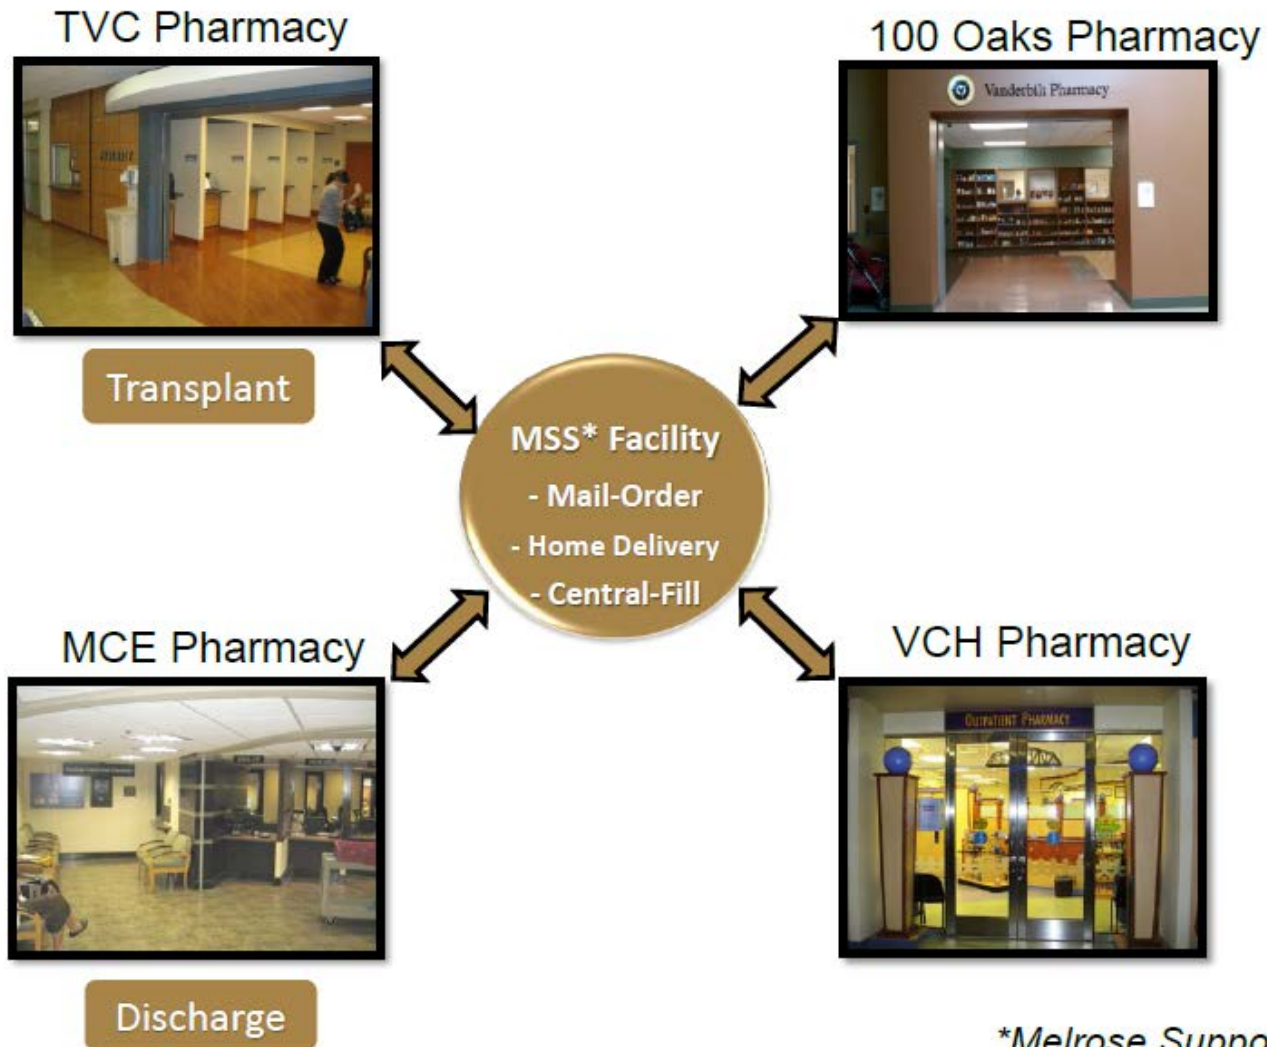 TVC Pharmacy
100 Oaks Pharmacy
Vanderbilt Pharmacy
Transplant
MSS* Facility
- Mail-Order
- Home Delivery
- Central-Fill
MCE Pharmacy
VCH Pharmacy
OUTPATIENT PHARMACY
Discharge
*Melrose